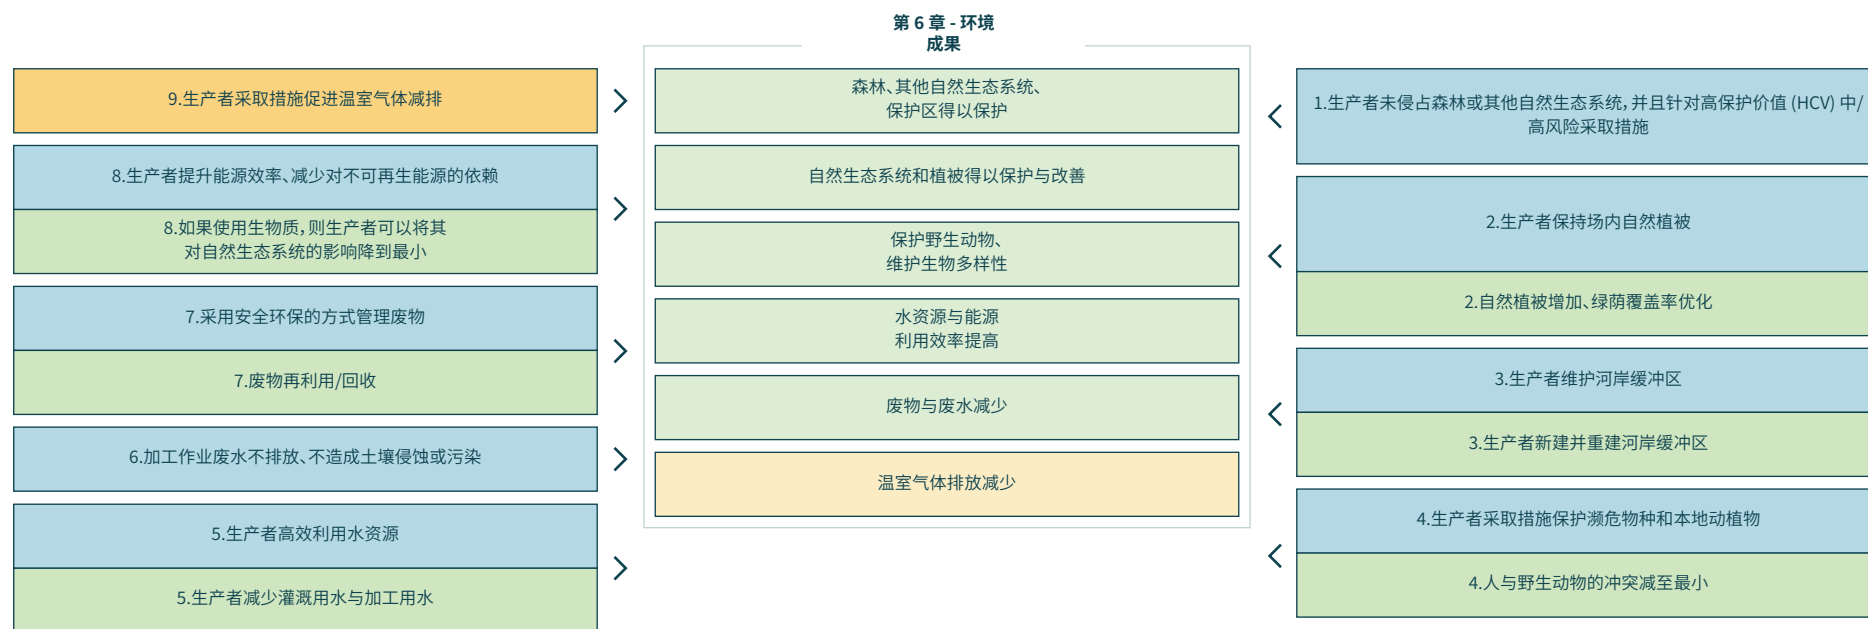 第 6 章 - 环境
成果
9.生产者采取措施促进温室气体减排
8.生产者提升能源效率、减少对不可再生能源的依赖
8.如果使用生物质，则生产者可以将其
对自然生态系统的影响降到最小
7.采用安全环保的方式管理废物
7.废物再利用/回收
6.加工作业废水不排放、不造成土壤侵蚀或污染
5.生产者高效利用水资源
5.生产者减少灌溉用水与加工用水
森林、其他自然生态系统、
保护区得以保护
自然生态系统和植被得以保护与改善
保护野生动物、
维护生物多样性
水资源与能源
利用效率提高
废物与废水减少
温室气体排放减少
1.生产者未侵占森林或其他自然生态系统，并且针对高保护价值 (HCV) 中/
高风险采取措施
2.生产者保持场内自然植被
2.自然植被增加、绿荫覆盖率优化
3.生产者维护河岸缓冲区
3.生产者新建并重建河岸缓冲区
4.生产者采取措施保护濒危物种和本地动植物
4.人与野生动物的冲突减至最小